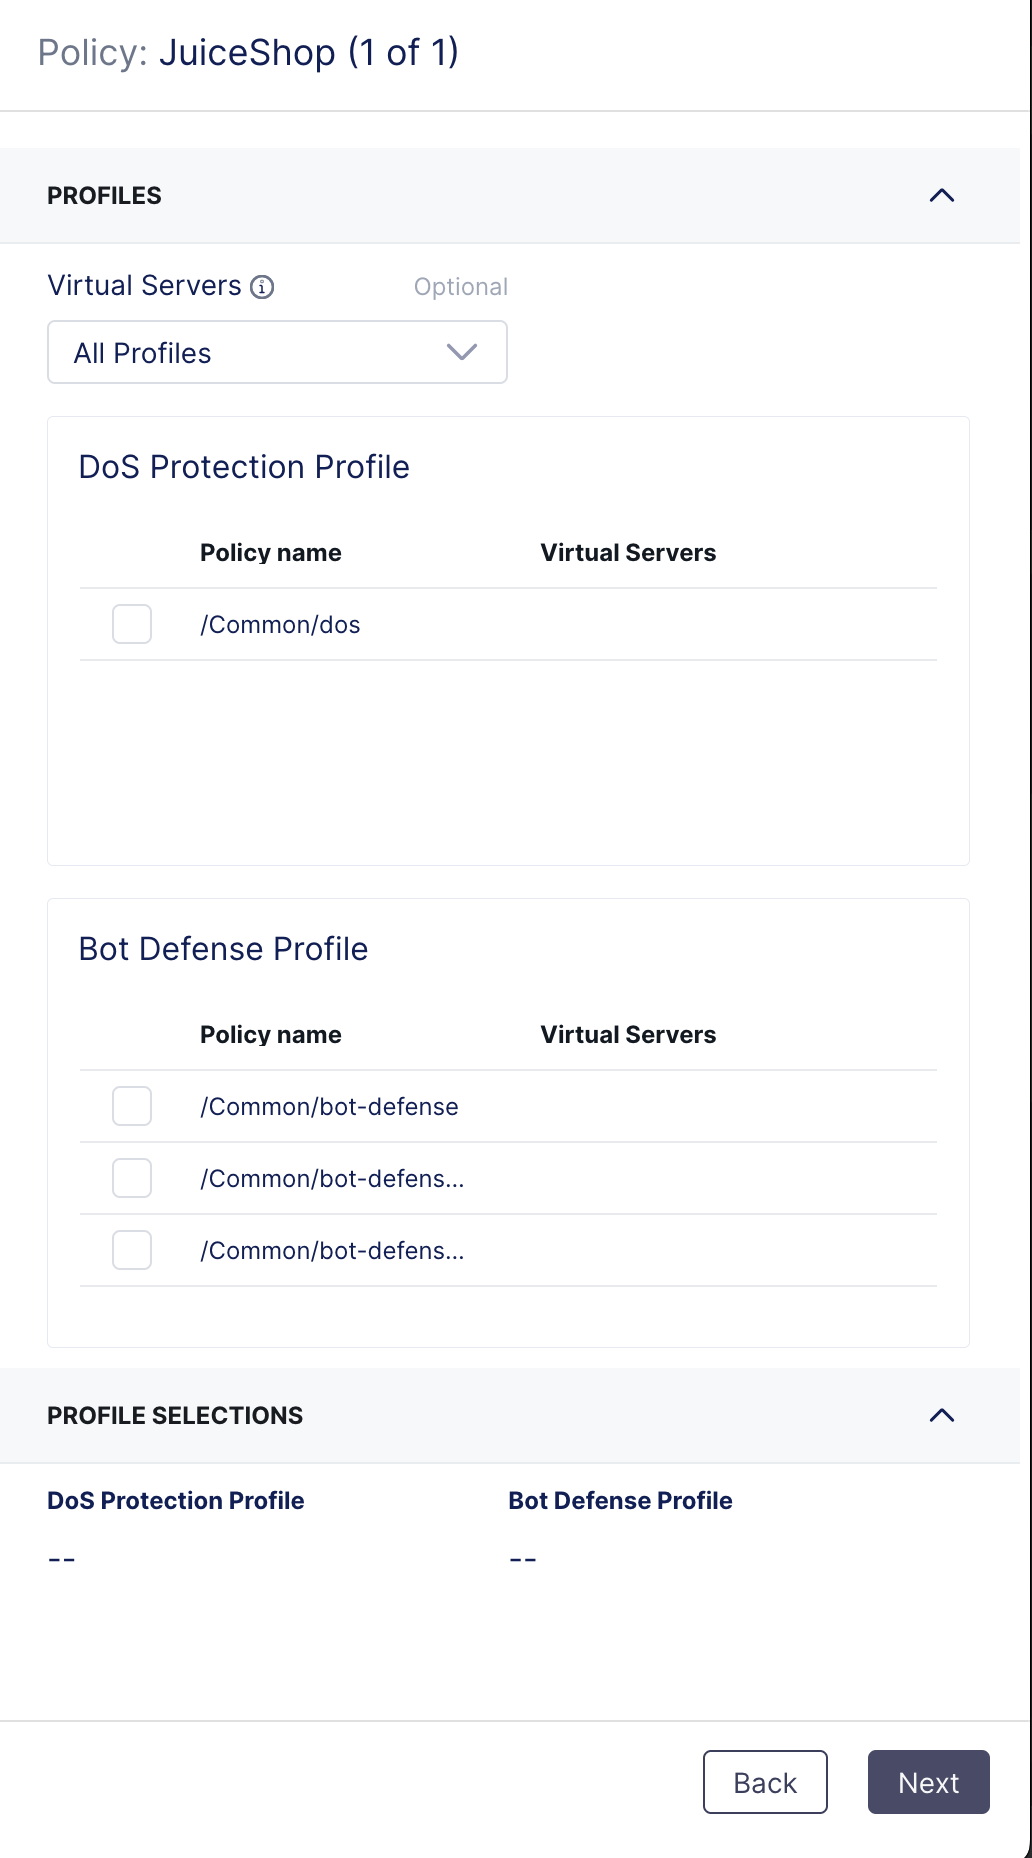 Policy: JuiceShop (1 of 1)
PROFILES
Virtual Servers Optional
All Profiles
DoS Protection Profile
Policy name Virtual Servers
/Common/dos
Bot Defense Profile
Policy name Virtual Servers
/Common/bot-defense
/Common/bot-defens...
/Common/bot-defens...
PROFILE SELECTIONS
DoS Protection Profile Bot Defense Profile
-- --
Back Next